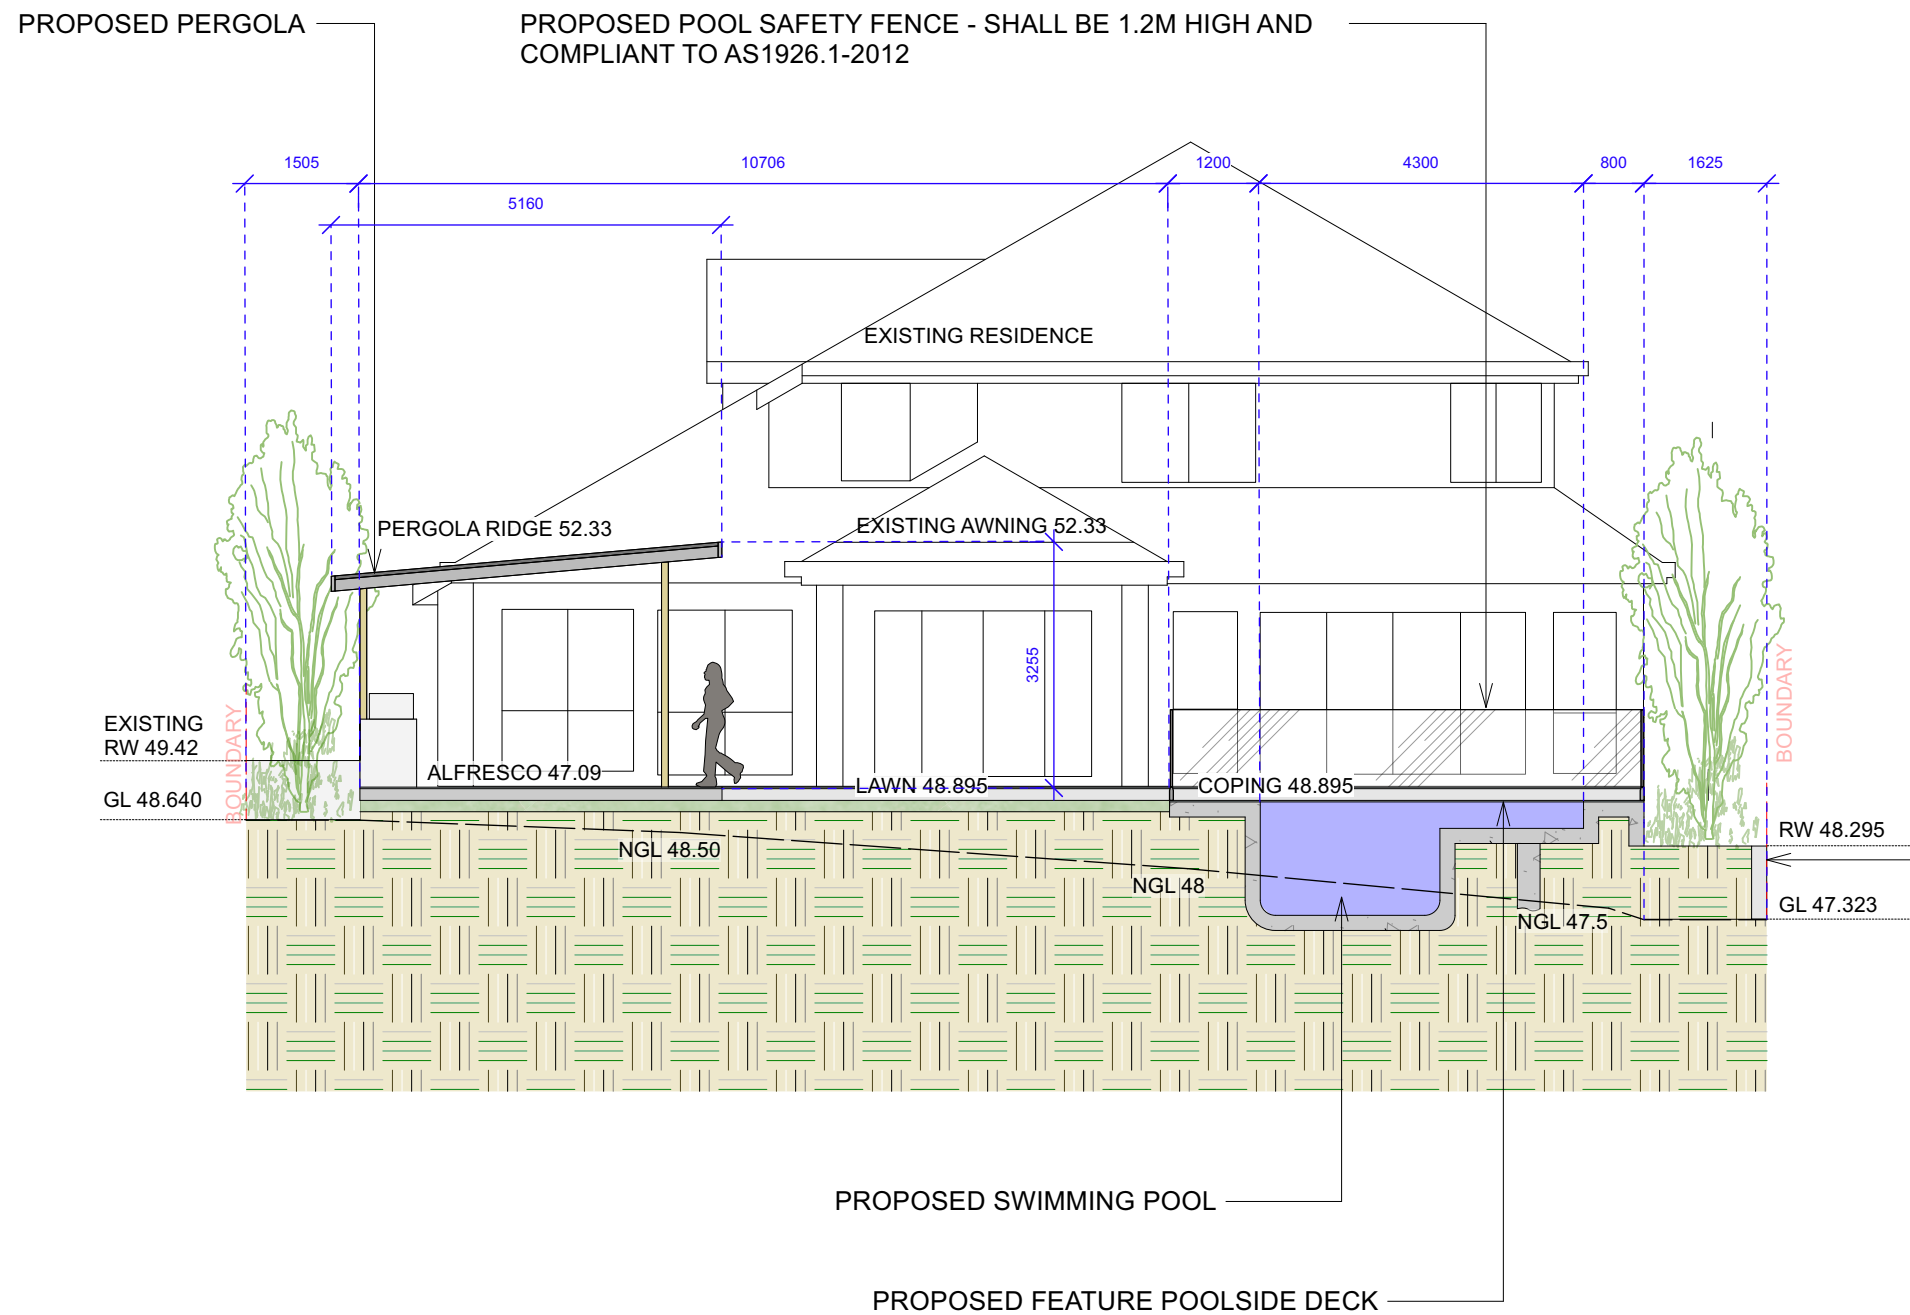 PROPOSED PERGOLA
PROPOSED POOL SAFETY FENCE - SHALL BE 1.2M HIGH AND
COMPLIANT TO AS1926.1-2012
1505
10706
1200
4300
800
1625
5160
EXISTING RESIDENCE
PERGOLA RIDGE 52.33
EXISTING AWNING 52.33
3255
BOUNDARY
BOUNDARY
EXISTING
RW 49.42
GL 48.640
ALFRESCO 47.09
LAWN 48.895
COPING 48.895
NGL 48.50
NGL 48
NGL 47.5
RW 48.295
GL 47.323
PROPOSED SWIMMING POOL
PROPOSED FEATURE POOLSIDE DECK